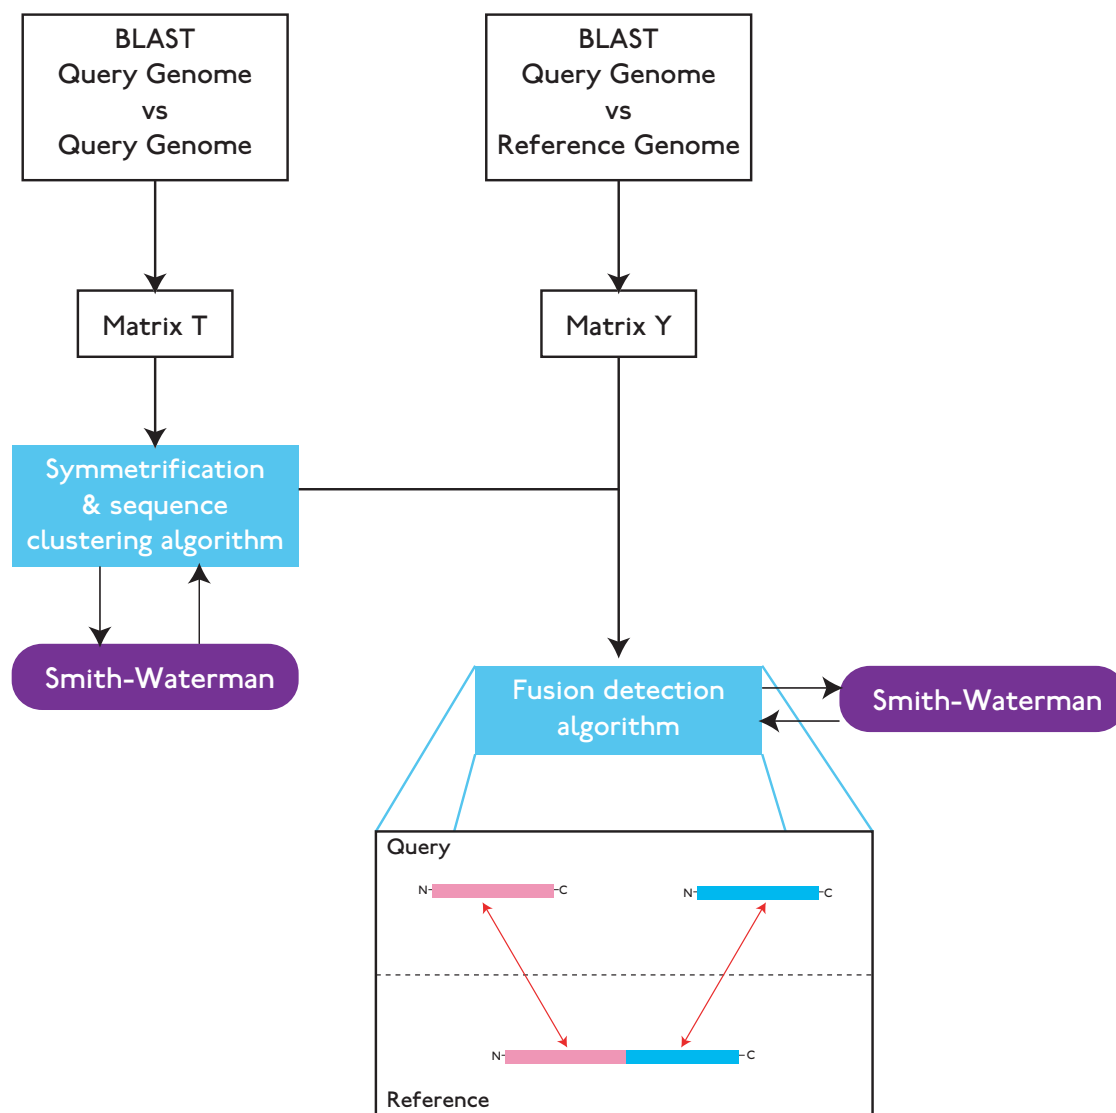 BLAST
Query Genome
vs
Query Genome
BLAST
Query Genome
vs
Reference Genome
Matrix T
Matrix Y
Symmetrification
& sequence
clustering algorithm
Smith-Waterman
Fusion detection
algorithm
Smith-Waterman
Query
N
C
N
C
N
C
Reference